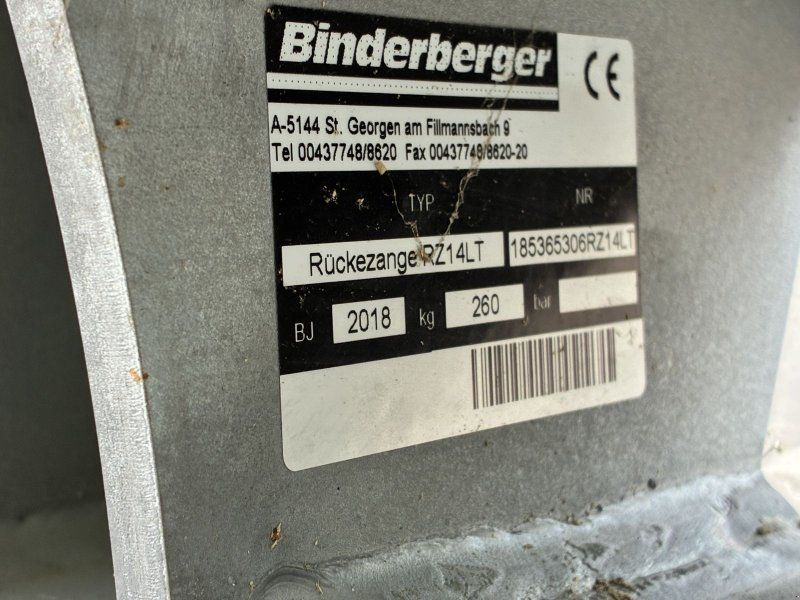 Binderberger CE
A-5144 St. Georgen am Fillmannsbach 9
Tel 00437748/8620 Fax 00437748/8620-20
TYP NR
Rückezange RZ14LT 185365306RZ14LT
BJ 2018 kg 260 bar